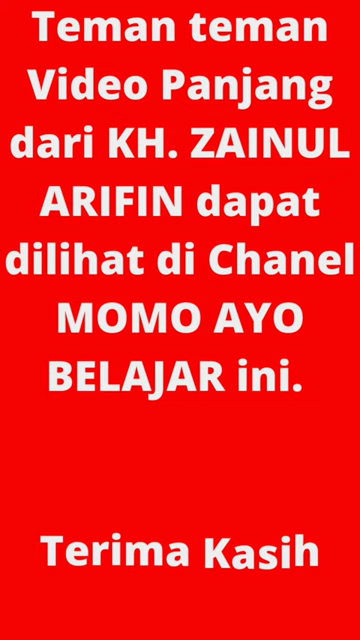 Teman teman
Video Panjang
dari KH. ZAINUL
ARIFIN dapat
dilihat di Chanel
MOMO AYO
BELAJAR ini.
Terima Kasih